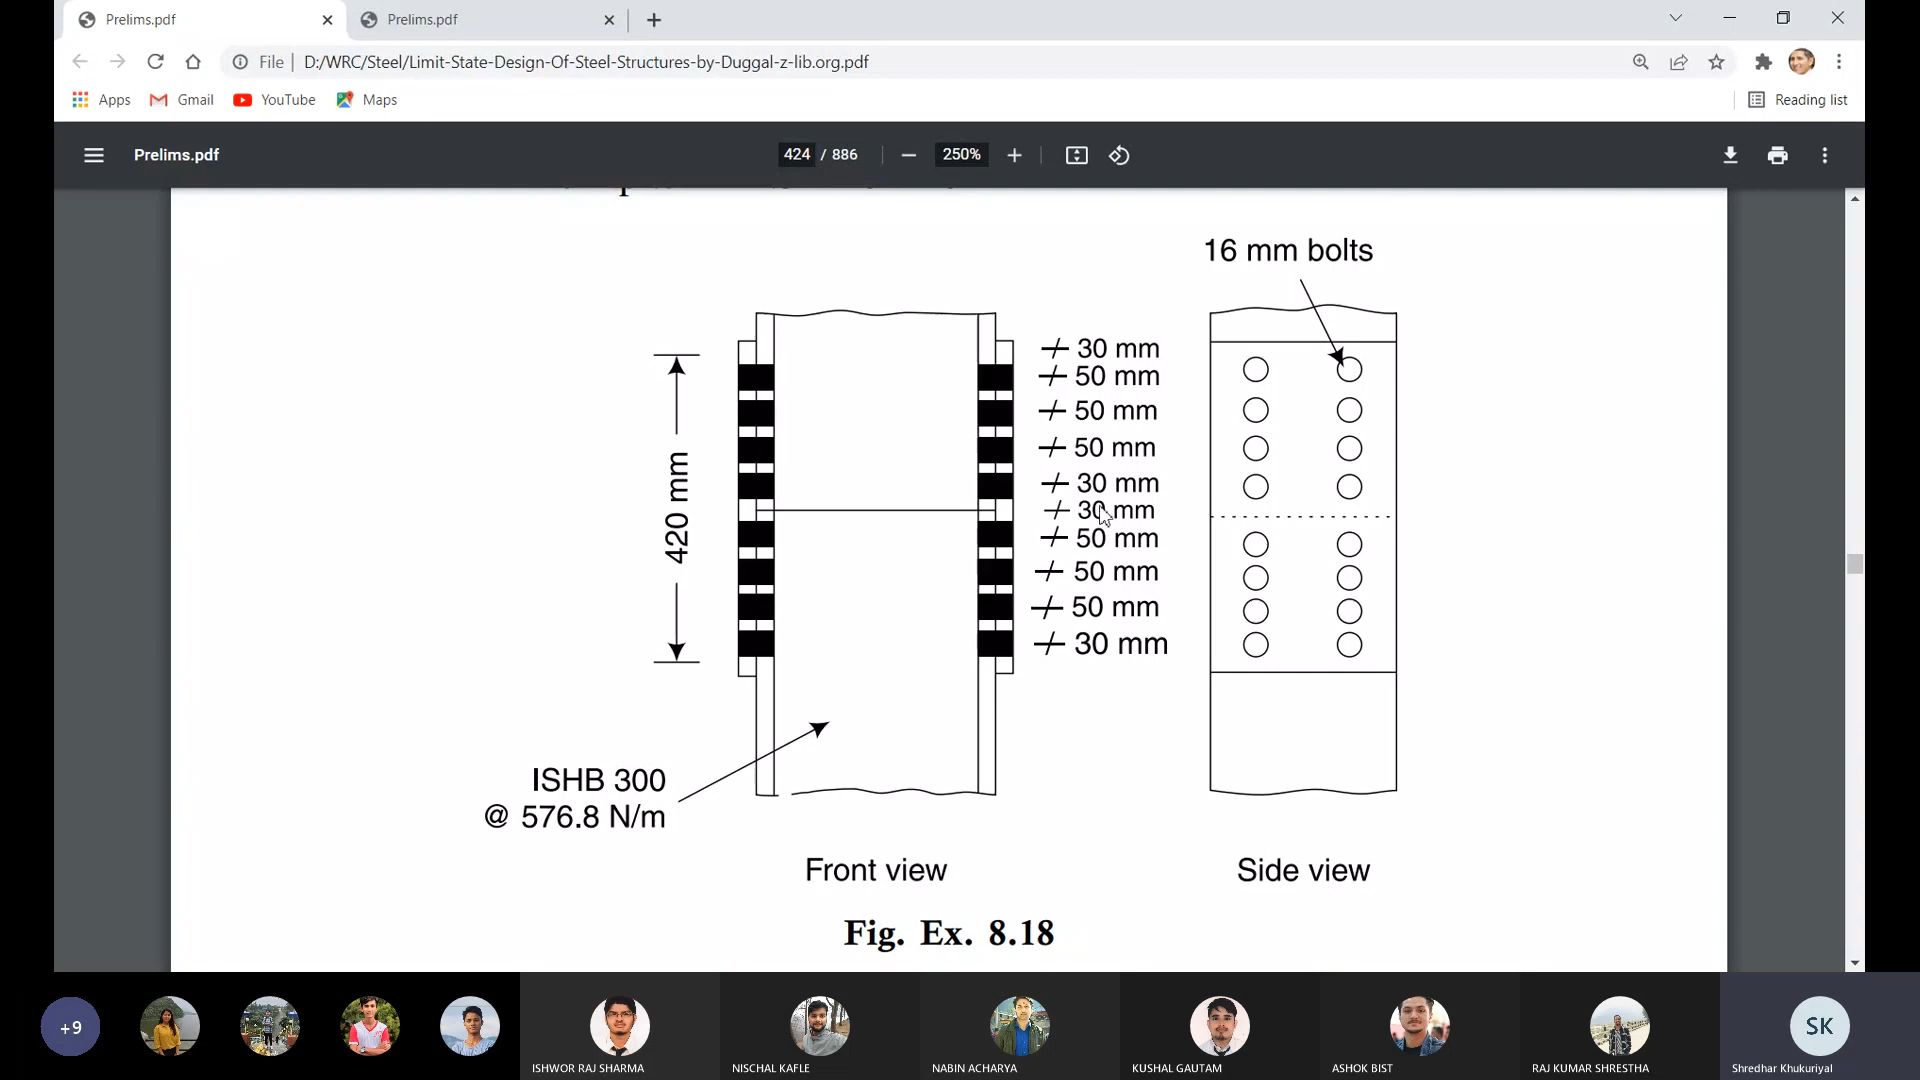 Prelims.pdf
Prelims.pdf
File
D:/WRC/Steel/Limit-State-Design-Of-Steel-Structures-by-Duggal-z-lib.org.pdf
Apps
Gmail
YouTube
Maps
Reading list
Prelims.pdf
424 / 886
250%
16 mm bolts
30 mm
50 mm
50 mm
50 mm
30 mm
30 mm
50 mm
50 mm
50 mm
30 mm
420 mm
ISHB 300
@ 576.8 N/m
Front view
Side view
Fig. Ex. 8.18
+9
ISHWOR RAJ SHARMA
NISCHAL KAFLE
NABIN ACHARYA
KUSHAL GAUTAM
ASHOK BIST
RAJ KUMAR SHRESTHA
SK
Shredhar Khukuriyal